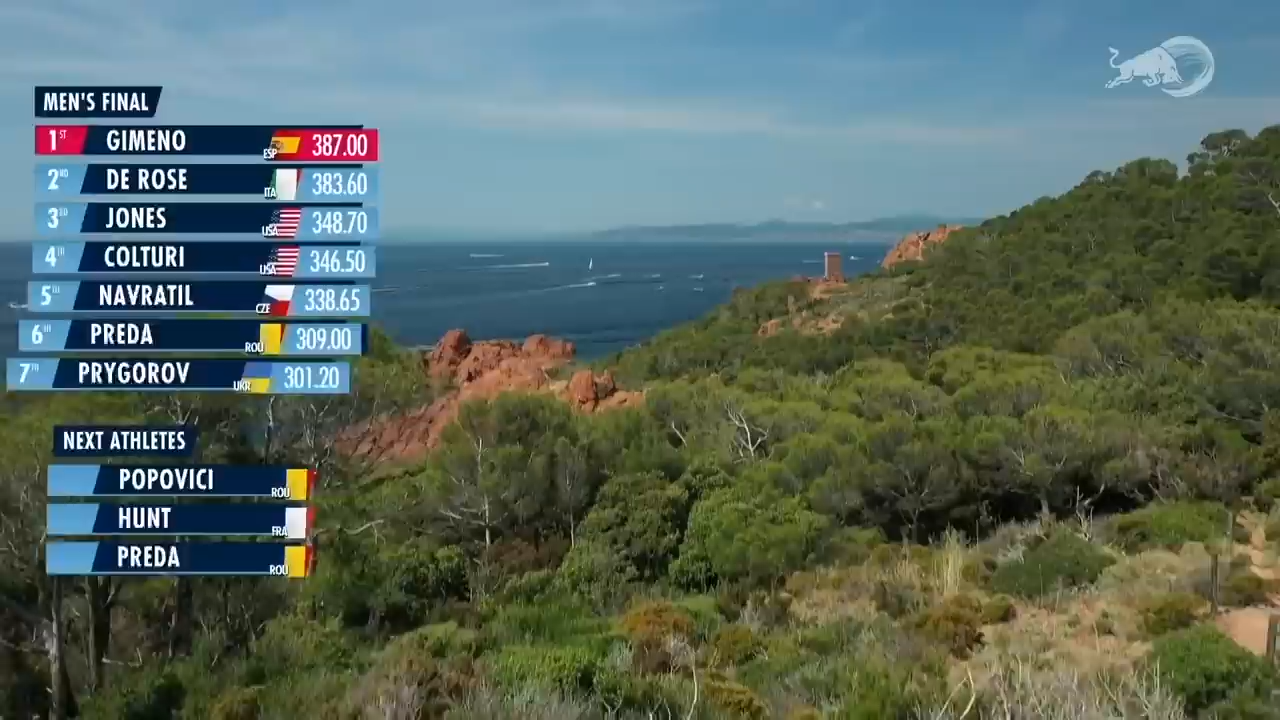 MEN'S FINAL
1ST GIMENO ESP 387.00
2ND DE ROSE ITA 383.60
3RD JONES USA 348.70
4TH COLTURI USA 346.50
5TH NAVRATIL CZE 338.65
6TH PREDA ROU 309.00
7TH PRYGOROV UKR 301.20
NEXT ATHLETES
POPOVICI ROU
HUNT FRA
PREDA ROU